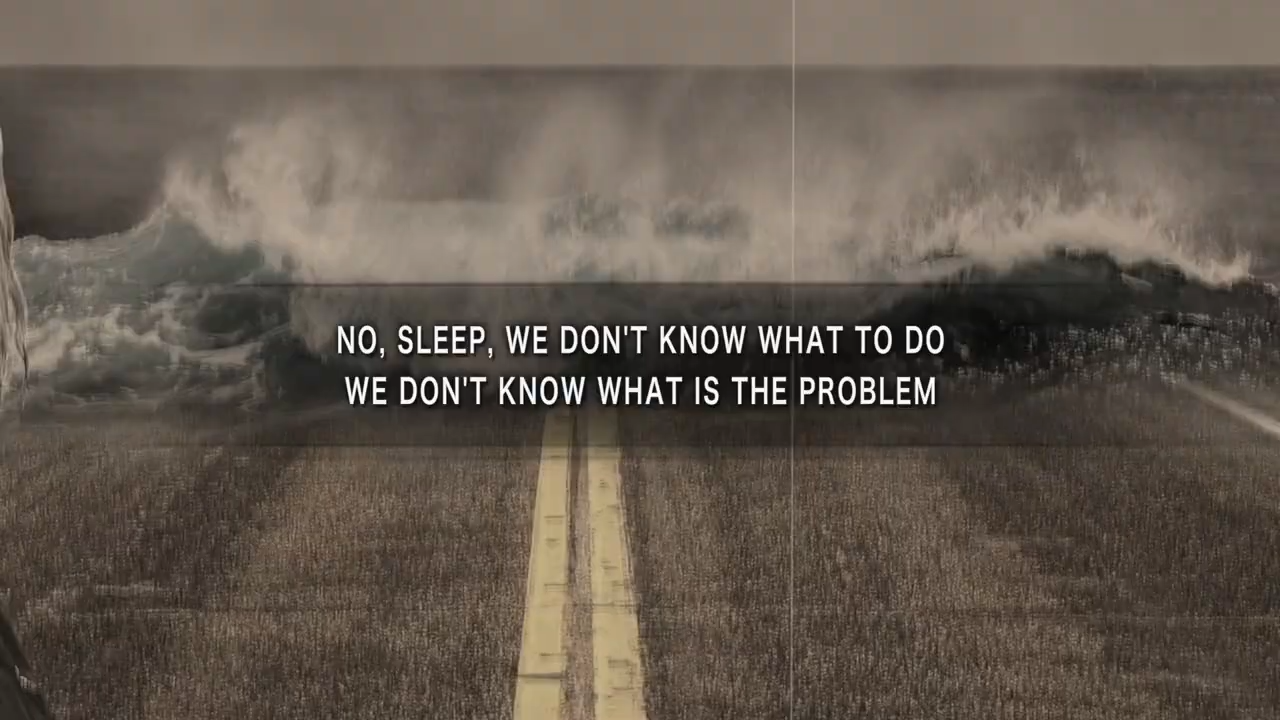 NO, SLEEP, WE DON'T KNOW WHAT TO DO
WE DON'T KNOW WHAT IS THE PROBLEM